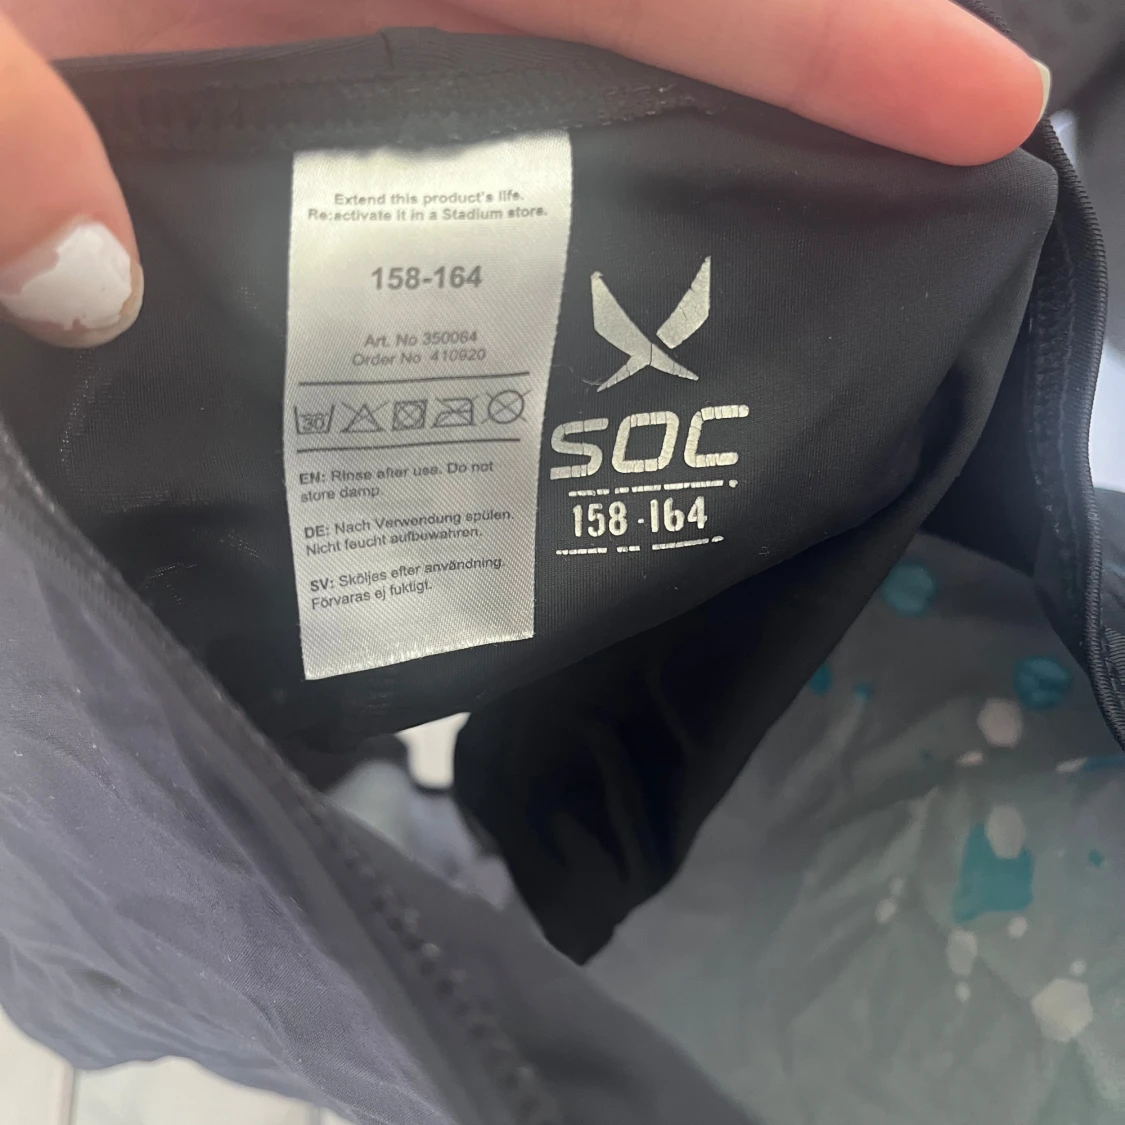 Extend this product's life.
Re:activate it in a Stadium store.
158-164
Art. No 350064
Order No 410920
30
EN: Rinse after use. Do not
store damp.
DE: Nach Verwendung spülen.
Nicht feucht aufbewahren.
SV: Sköljes efter användning.
Förvaras ej fuktigt.
SOC
158-164